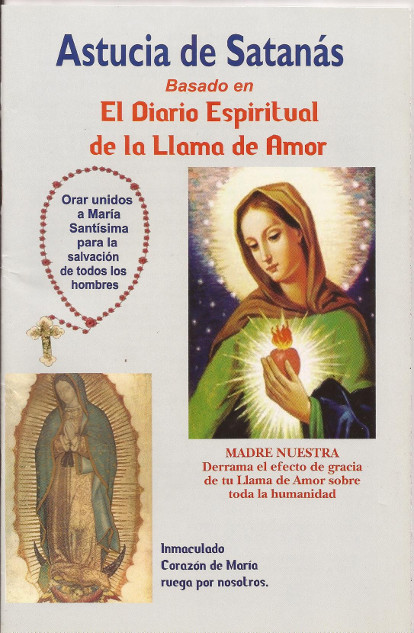 Astucia de Satanás
Basado en
El Diario Espiritual
de la Llama de Amor
Orar unidos
a María
Santísima
para la
salvación
de todos los
hombres
MADRE NUESTRA
Derrama el efecto de gracia
de tu Llama de Amor sobre
toda la humanidad
Inmaculado
Corazón de María
ruega por nosotros.